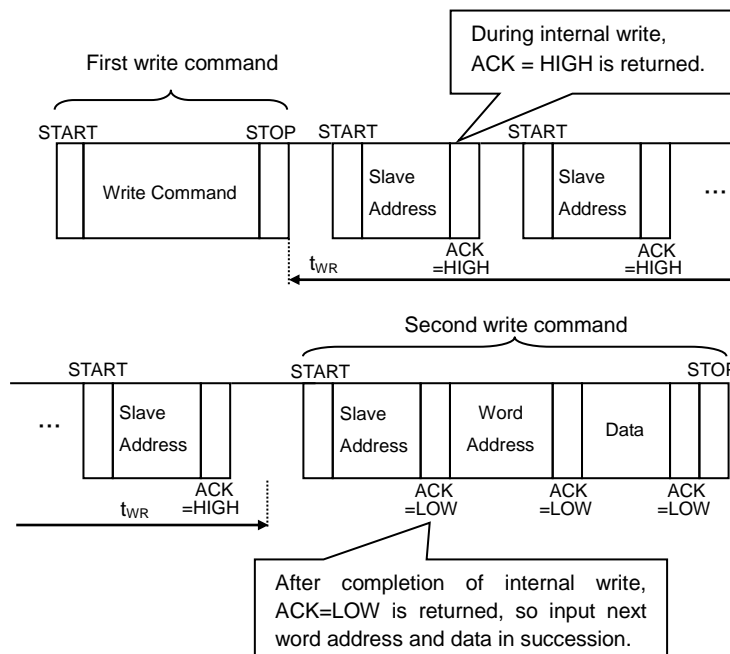 During internal write,
ACK = HIGH is returned.
First write command
START STOP START START
Write Command
Slave
Address
Slave
Address
...
ACK
=HIGH
ACK
=HIGH
tWR
Second write command
START START STOP
...
Slave
Address
Slave
Address
Word
Address
Data
ACK
=HIGH
tWR
ACK
=LOW
ACK
=LOW
ACK
=LOW
After completion of internal write,
ACK=LOW is returned, so input next
word address and data in succession.